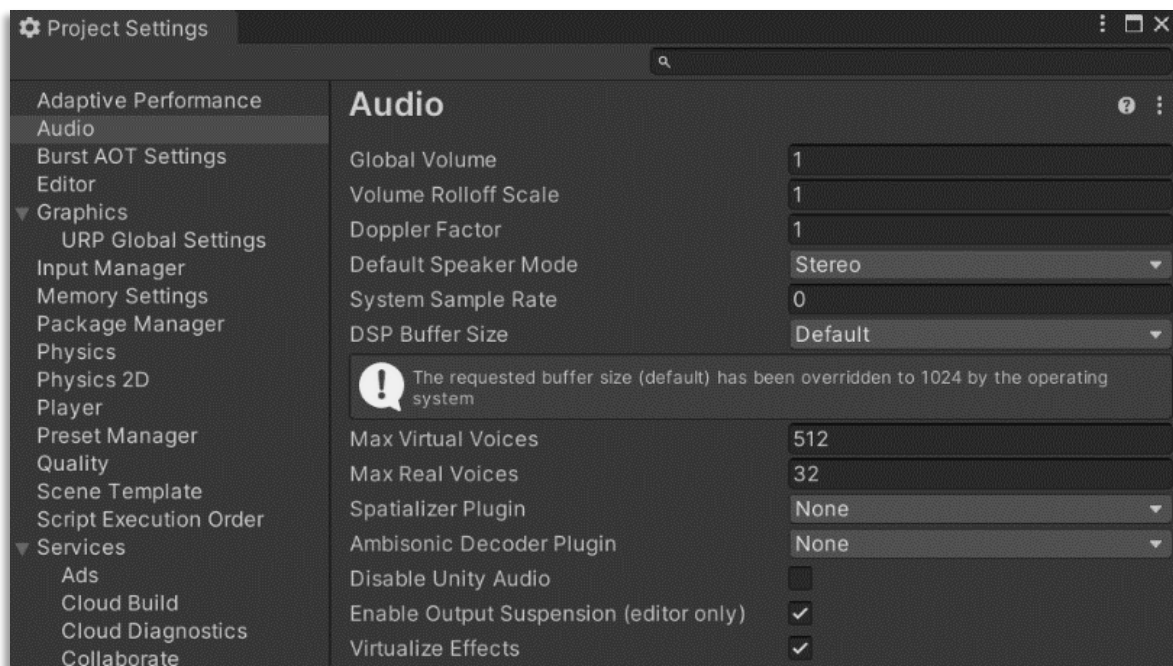 Project Settings
Adaptive Performance
Audio
Burst AOT Settings
Editor
Graphics
URP Global Settings
Input Manager
Memory Settings
Package Manager
Physics
Physics 2D
Player
Preset Manager
Quality
Scene Template
Script Execution Order
Services
Ads
Cloud Build
Cloud Diagnostics
Collaborate
Audio
Global Volume 1
Volume Rolloff Scale 1
Doppler Factor 1
Default Speaker Mode Stereo
System Sample Rate 0
DSP Buffer Size Default
The requested buffer size (default) has been overridden to 1024 by the operating
system
Max Virtual Voices 512
Max Real Voices 32
Spatializer Plugin None
Ambisonic Decoder Plugin None
Disable Unity Audio
Enable Output Suspension (editor only)
Virtualize Effects